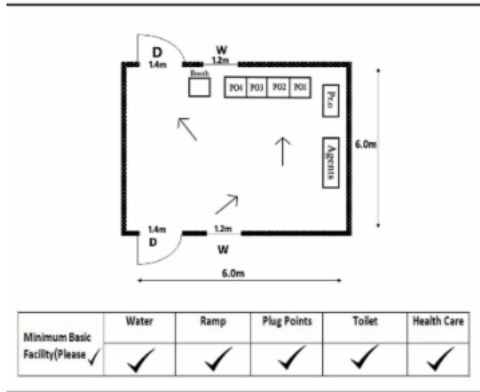 D W
1.4m 1.2m
Booth
PO4 PO3 PO2 PO1
Pr.o
Agents
6.0m
1.4m 1.2m
D W
6.0m
Minimum Basic Facility(Please ✓ Water Ramp Plug Points Toilet Health Care
✓ ✓ ✓ ✓ ✓